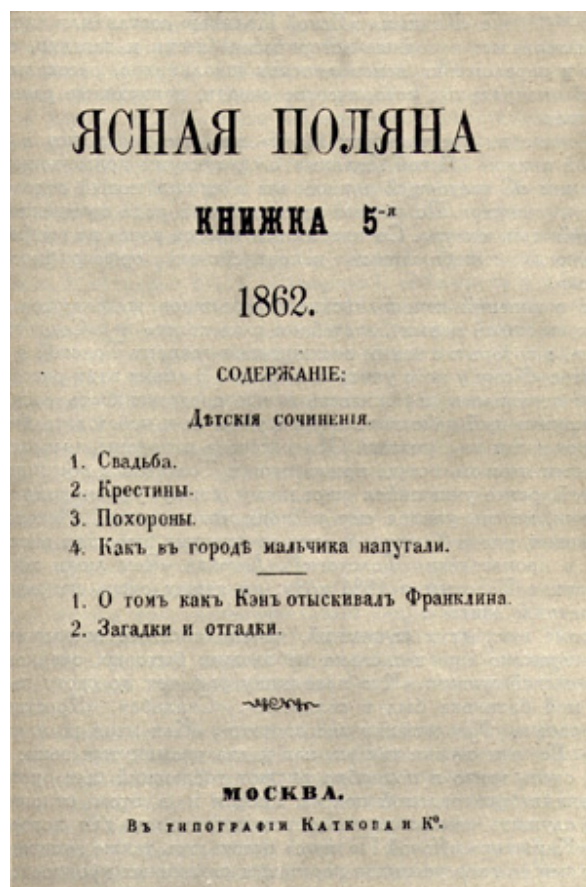 ЯСНАЯ ПОЛЯНА
КНИЖКА 5-я
1862.
СОДЕРЖАНІЕ:
Дѣтскія сочиненія.
1. Свадьба.
2. Крестины.
3. Похороны.
4. Какъ въ городѣ мальчика напугали.
1. О томъ какъ Кэнъ отыскивалъ Франклина.
2. Загадки и отгадки.
МОСКВА.
Въ типографіи Каткова и Кº.